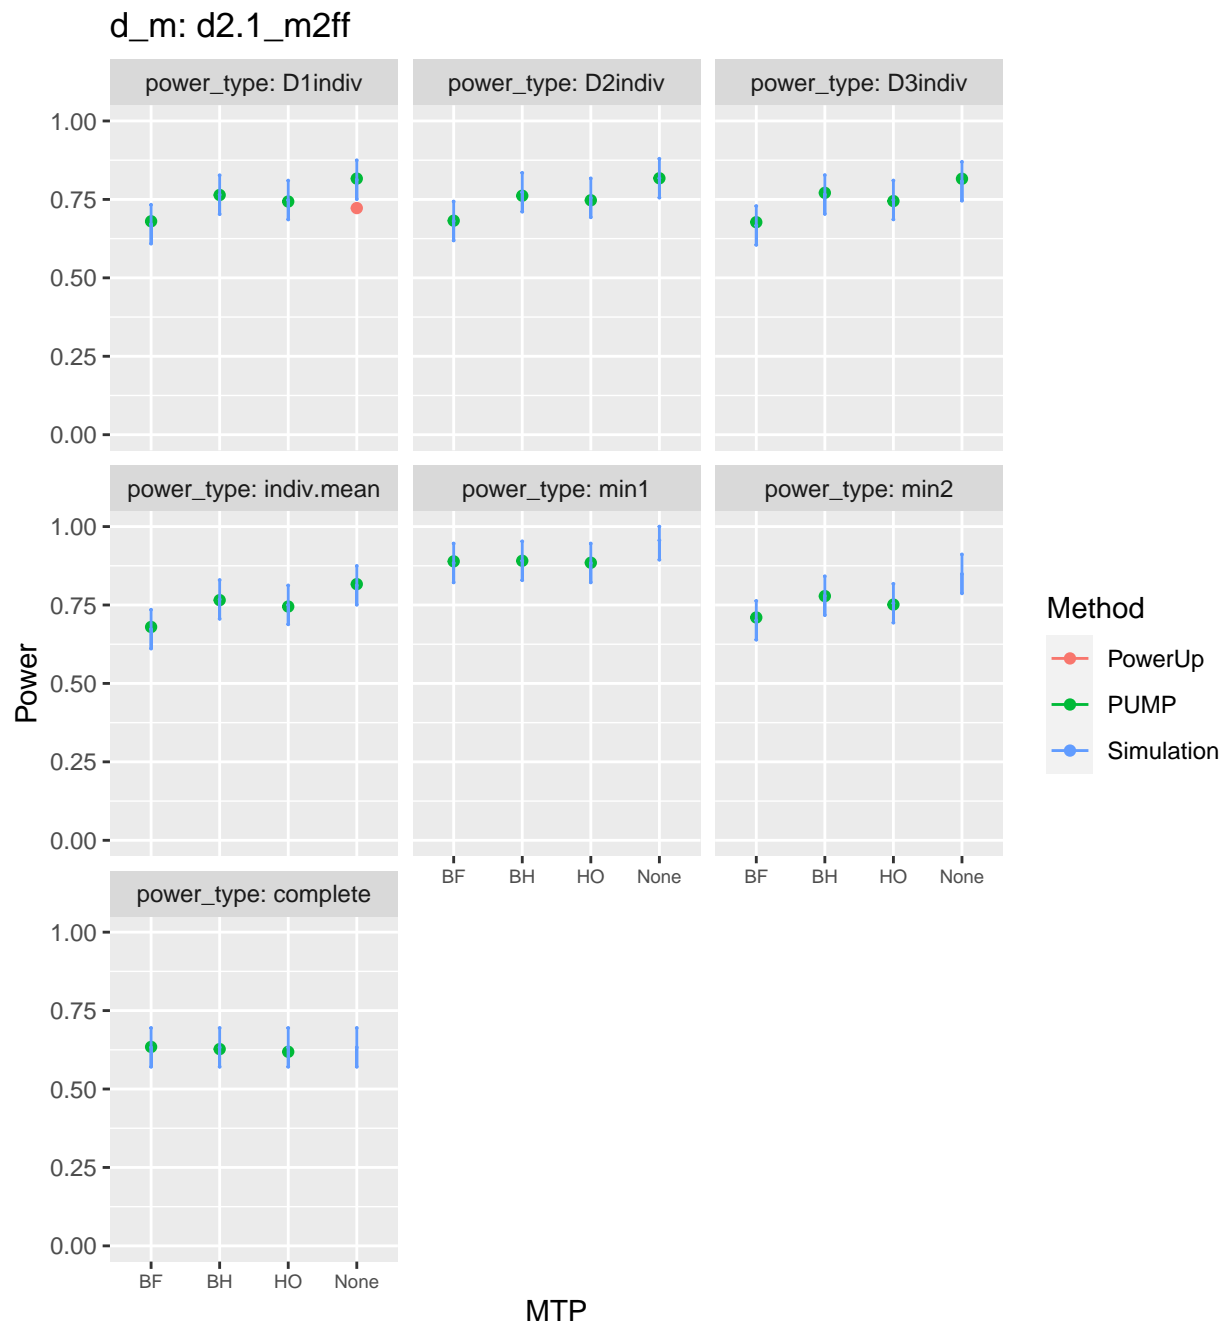 d_m: d2.1_m2ff
power_type: D1indiv
power_type: D2indiv
power_type: D3indiv
1.00
0.75
0.50
0.25
0.00
power_type: indiv.mean
power_type: min1
power_type: min2
1.00
0.75
0.50
0.25
0.00
BF BH HO None
BF BH HO None
power_type: complete
1.00
0.75
0.50
0.25
0.00
BF BH HO None
Power
MTP
Method
PowerUp
PUMP
Simulation